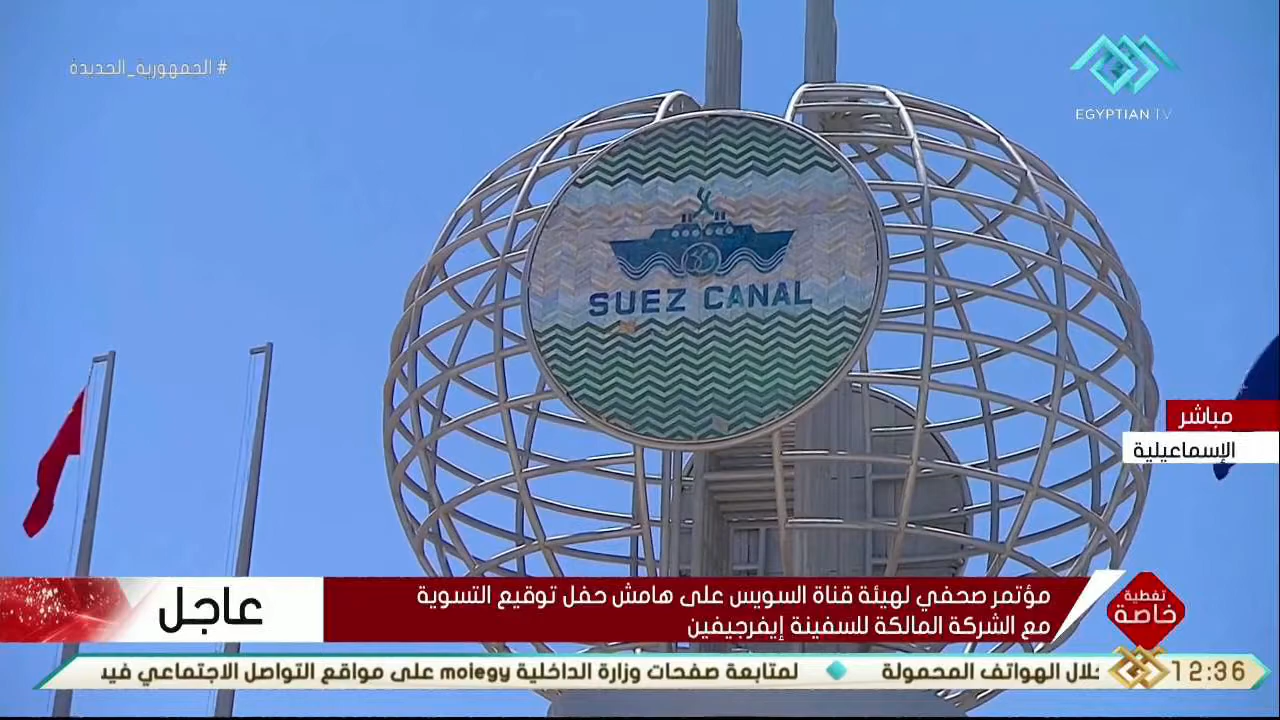 # الجمهورية_الجديدة
EGYPTIAN TV
SUEZ CANAL
مباشر
الإسماعيلية
تغطية
خاصة
عاجل
مؤتمر صحفي لهيئة قناة السويس على هامش حفل توقيع التسوية
مع الشركة المالكة للسفينة إيفرجيفين
12:36
خلال الهواتف المحمولة
لمتابعة صفحات وزارة الداخلية moiegy على مواقع التواصل الاجتماعي في